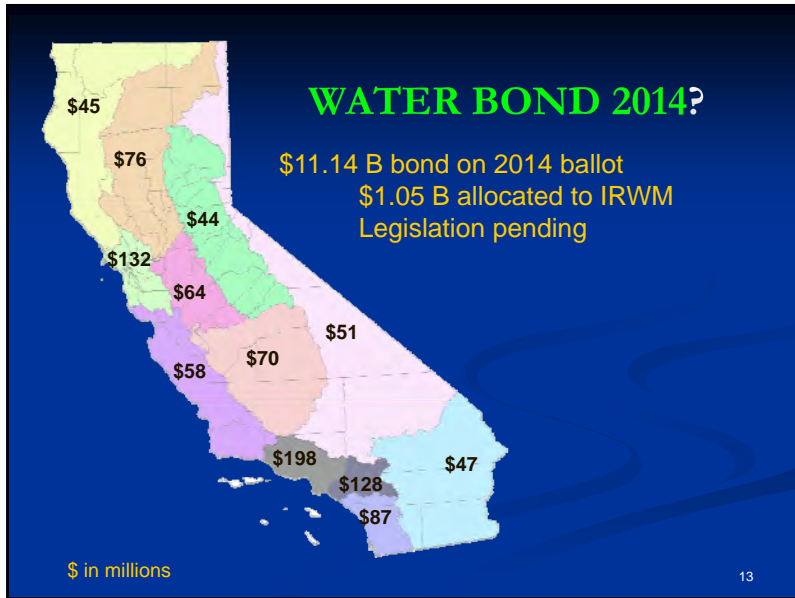 WATER BOND 2014?
$11.14 B bond on 2014 ballot
$1.05 B allocated to IRWM
Legislation pending
$45
$76
$44
$132
$64
$51
$70
$58
$198
$47
$128
$87
$ in millions
13